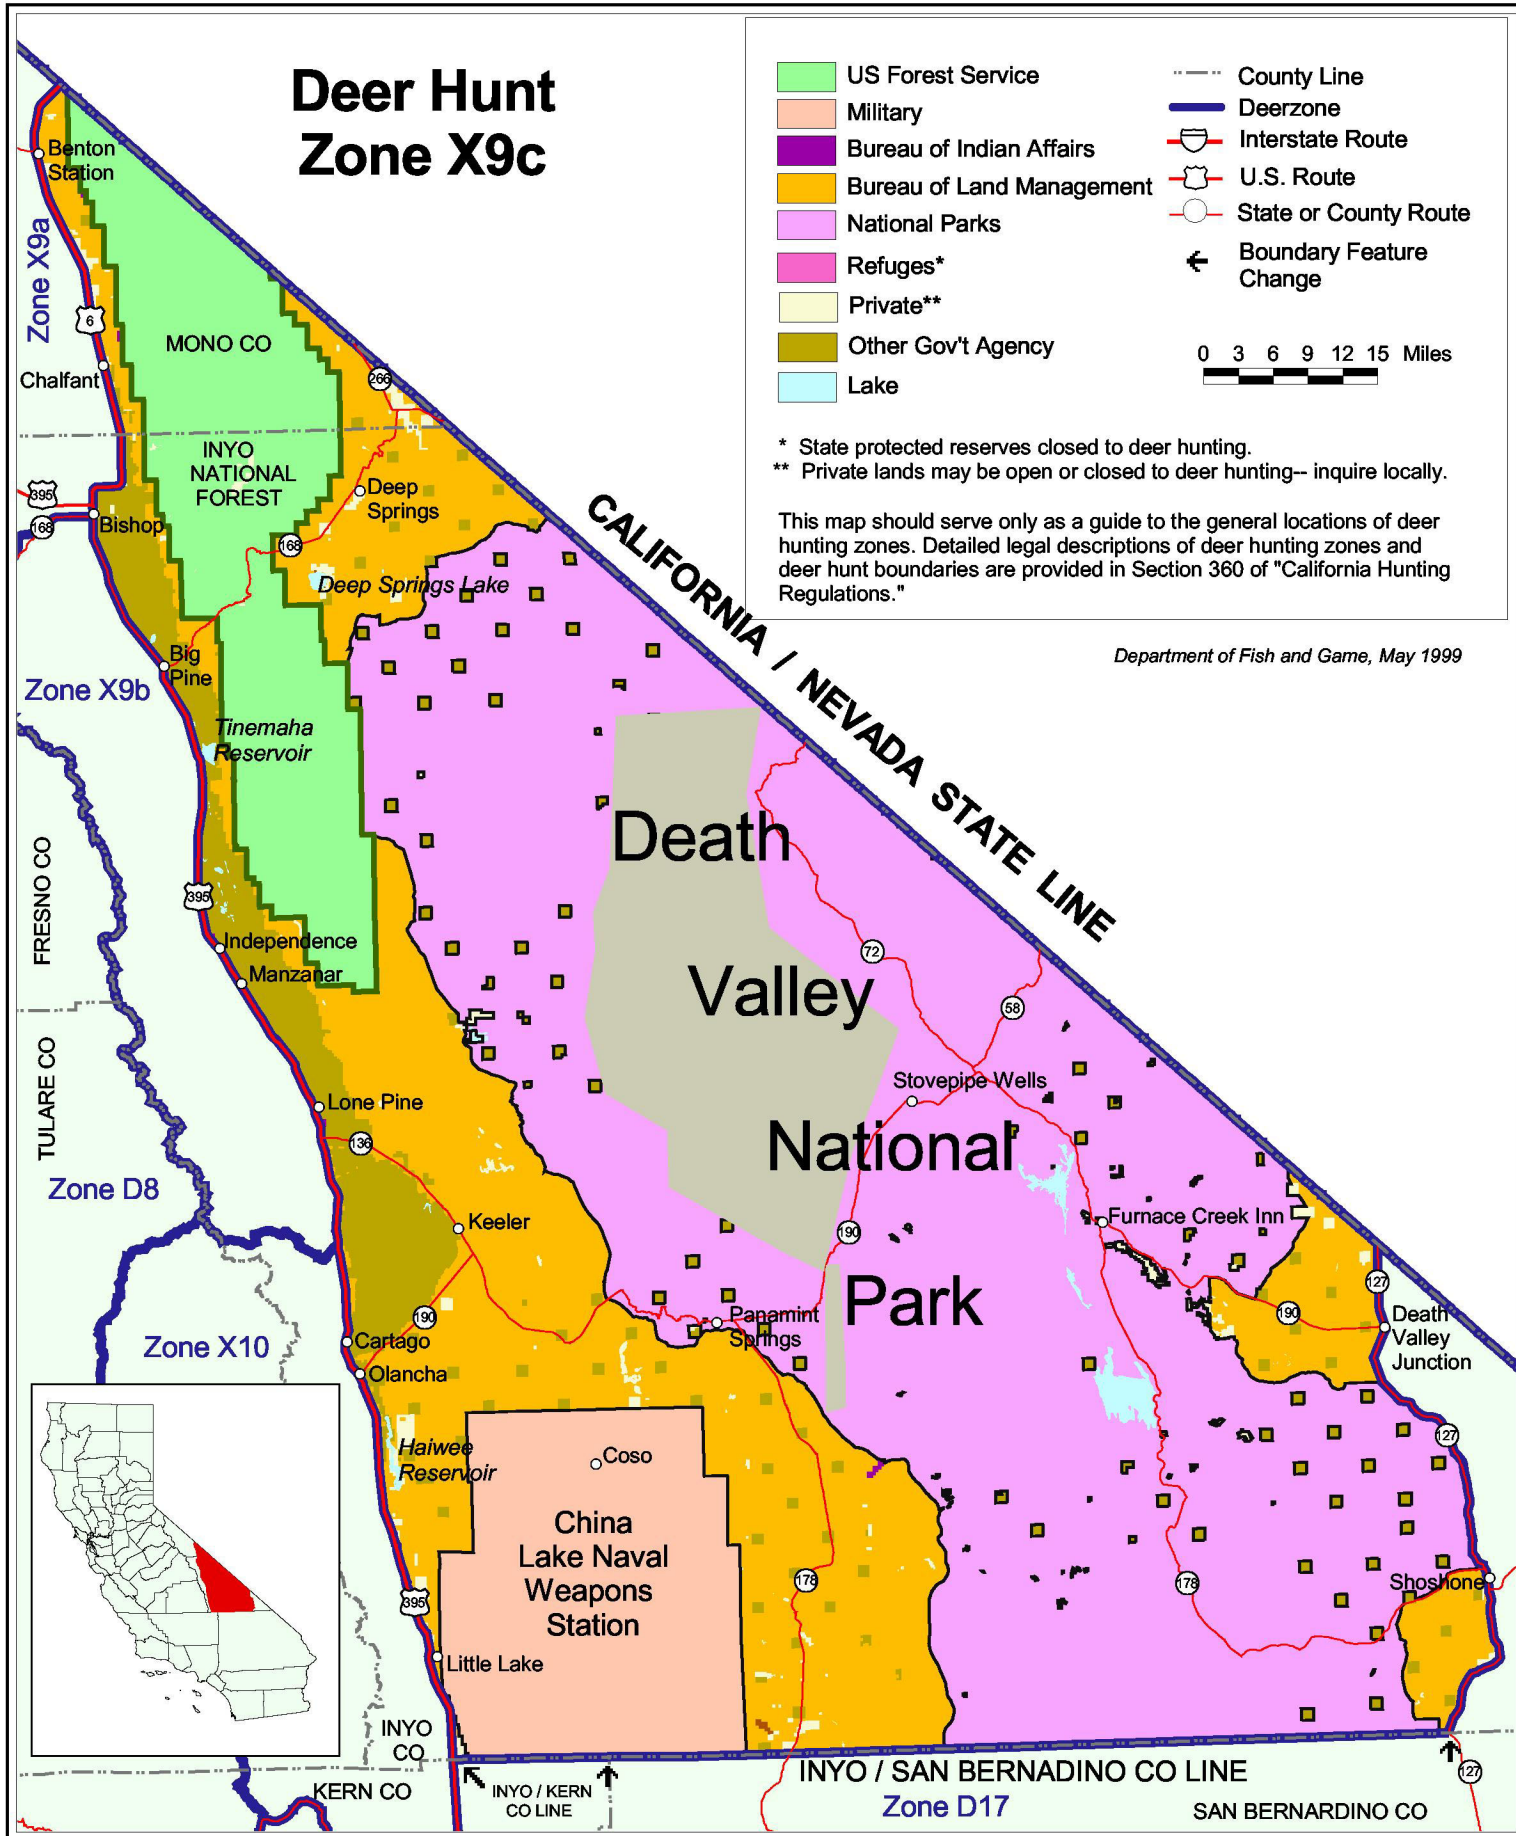 Deer Hunt
Zone X9c
US Forest Service
Military
Bureau of Indian Affairs
Bureau of Land Management
National Parks
Refuges*
Private**
Other Gov't Agency
Lake
County Line
Deerzone
Interstate Route
U.S. Route
State or County Route
Boundary Feature
Change
0 3 6 9 12 15 Miles
* State protected reserves closed to deer hunting.
** Private lands may be open or closed to deer hunting-- inquire locally.
This map should serve only as a guide to the general locations of deer
hunting zones. Detailed legal descriptions of deer hunting zones and
deer hunt boundaries are provided in Section 360 of "California Hunting
Regulations."
Department of Fish and Game, May 1999
CALIFORNIA / NEVADA STATE LINE
Benton
Station
Zone X9a
6
MONO CO
Chalfant
266
INYO
NATIONAL
FOREST
395
168
Bishop
Deep
Springs
168
Deep Springs Lake
Big
Pine
Zone X9b
Tinemaha
Reservoir
Death
Valley
National
Park
FRESNO CO
395
Independence
Manzanar
72
58
TULARE CO
Stovepipe Wells
Lone Pine
136
Zone D8
Keeler
190
Furnace Creek Inn
127
190
Death
Valley
Junction
190
Panamint
Springs
Zone X10
Cartago
Olancha
127
Haiwee
Reservoir
Coso
China
Lake Naval
Weapons
Station
178
178
Shoshone
395
Little Lake
INYO
CO
KERN CO
INYO / KERN
CO LINE
INYO / SAN BERNADINO CO LINE
Zone D17
127
SAN BERNARDINO CO